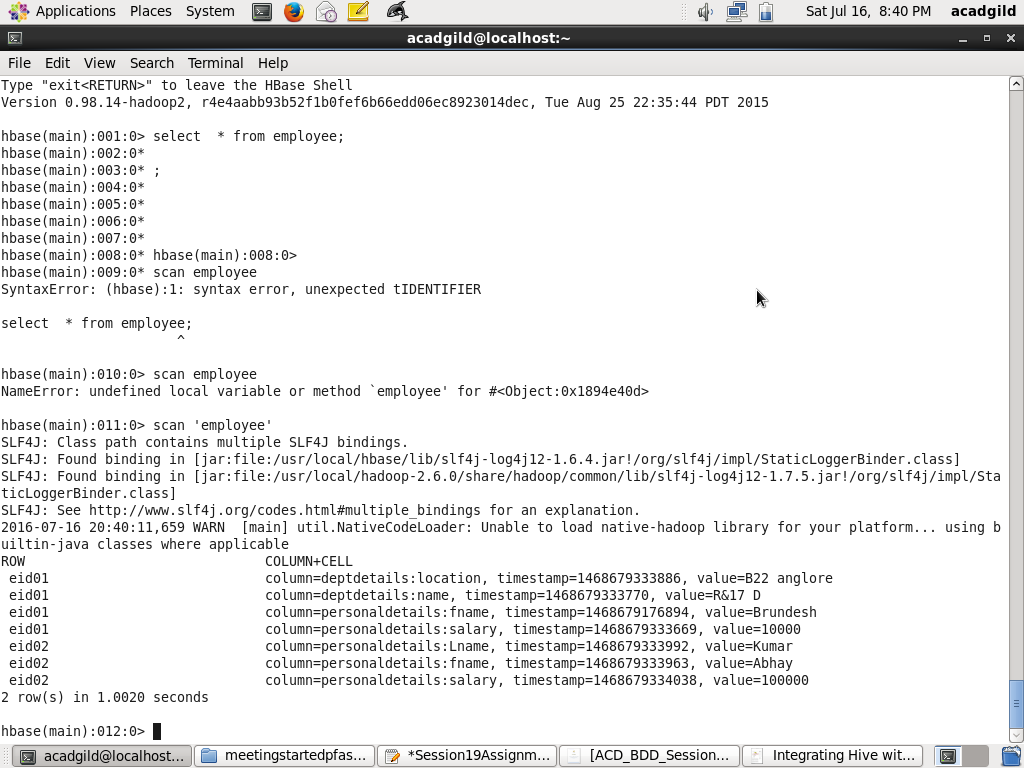 Applications Places System Sat Jul 16, 8:40 PM acadgild
acadgild@localhost:~
File Edit View Search Terminal Help
Type "exit<RETURN>" to leave the HBase Shell
Version 0.98.14-hadoop2, r4e4aabb93b52f1b0fef6b66edd06ec8923014dec, Tue Aug 25 22:35:44 PDT 2015
hbase(main):001:0> select  * from employee;
hbase(main):002:0*
hbase(main):003:0* ;
hbase(main):004:0*
hbase(main):005:0*
hbase(main):006:0*
hbase(main):007:0*
hbase(main):008:0* hbase(main):008:0>
hbase(main):009:0* scan employee
SyntaxError: (hbase):1: syntax error, unexpected tIDENTIFIER
select  * from employee;
^
hbase(main):010:0> scan employee
NameError: undefined local variable or method `employee' for #<Object:0x1894e40d>
hbase(main):011:0> scan 'employee'
SLF4J: Class path contains multiple SLF4J bindings.
SLF4J: Found binding in [jar:file:/usr/local/hbase/lib/slf4j-log4j12-1.6.4.jar!/org/slf4j/impl/StaticLoggerBinder.class]
SLF4J: Found binding in [jar:file:/usr/local/hadoop-2.6.0/share/hadoop/common/lib/slf4j-log4j12-1.7.5.jar!/org/slf4j/impl/Sta
ticLoggerBinder.class]
SLF4J: See http://www.slf4j.org/codes.html#multiple_bindings for an explanation.
2016-07-16 20:40:11,659 WARN  [main] util.NativeCodeLoader: Unable to load native-hadoop library for your platform... using b
uiltin-java classes where applicable
ROW COLUMN+CELL
eid01 column=deptdetails:location, timestamp=1468679333886, value=B22 anglore
eid01 column=deptdetails:name, timestamp=1468679333770, value=R&17 D
eid01 column=personaldetails:fname, timestamp=1468679176894, value=Brundesh
eid01 column=personaldetails:salary, timestamp=1468679333669, value=10000
eid02 column=personaldetails:Lname, timestamp=1468679333992, value=Kumar
eid02 column=personaldetails:fname, timestamp=1468679333963, value=Abhay
eid02 column=personaldetails:salary, timestamp=1468679334038, value=100000
2 row(s) in 1.0020 seconds
hbase(main):012:0>
acadgild@localhost:... meetingstartedpfas... *Session19Assignm... [ACD_BDD_Session... Integrating Hive wit...